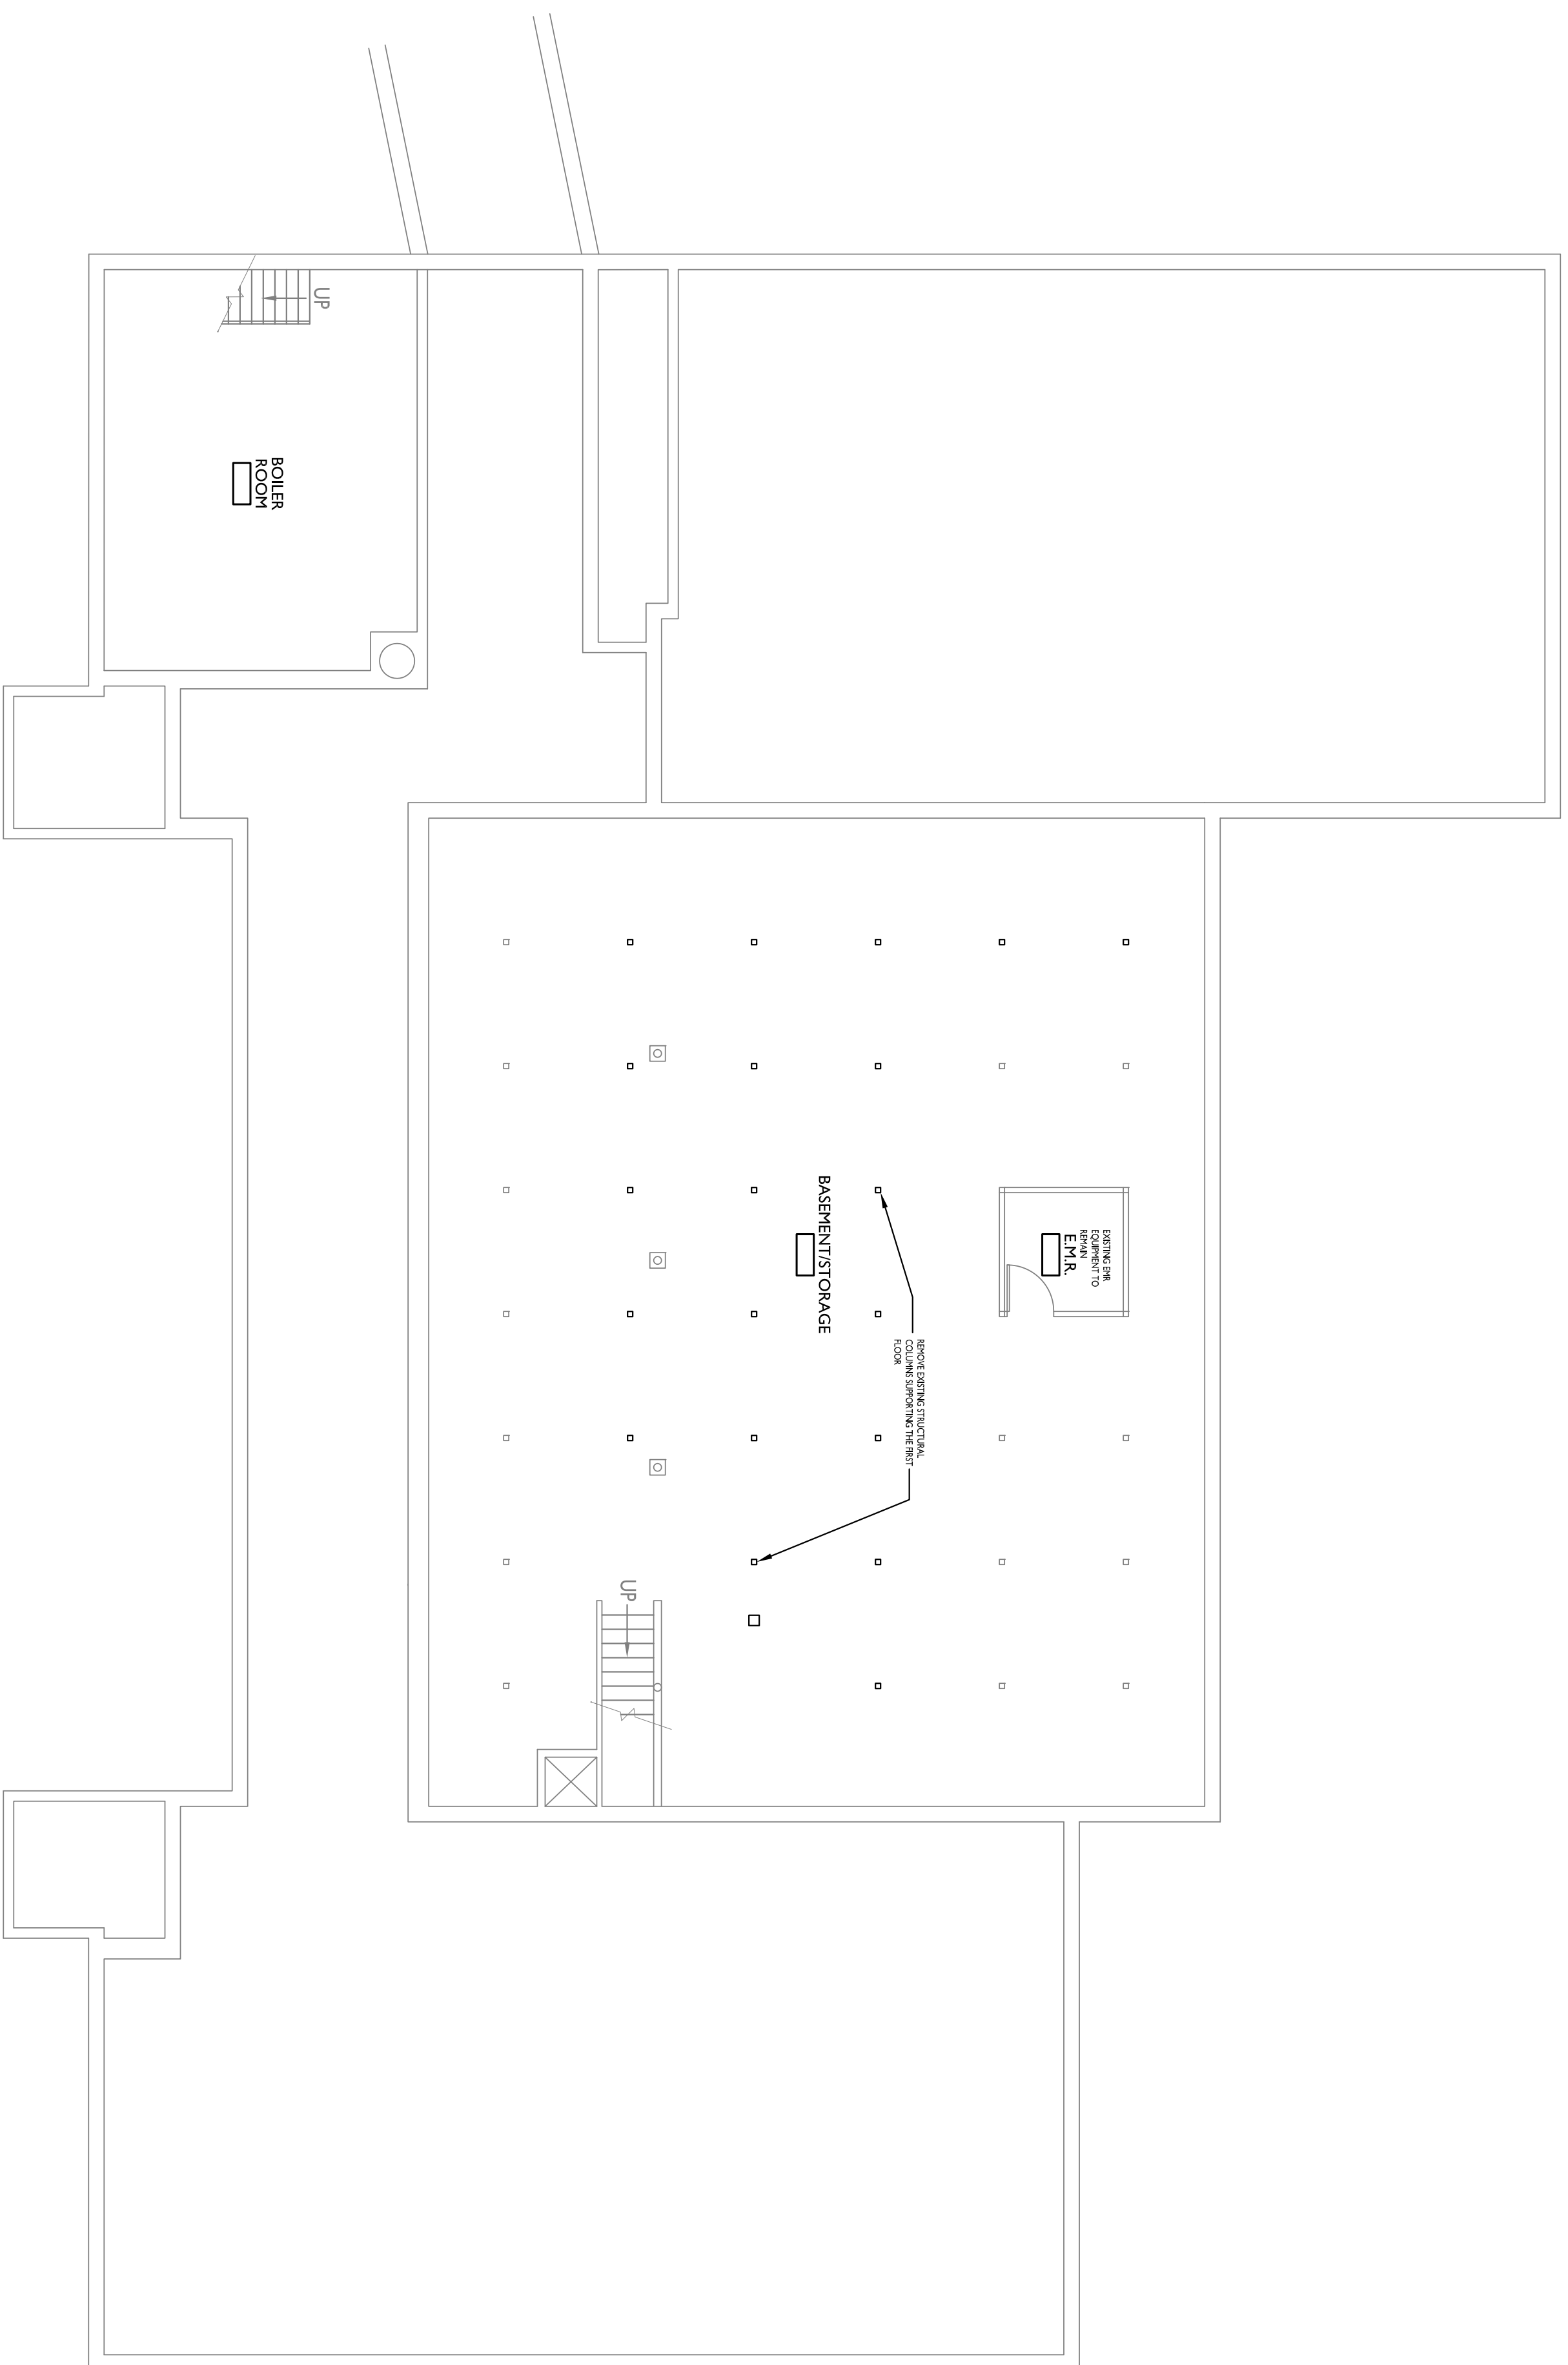 UP
BOILER
ROOM
EXISTING EMR
EQUIPMENT TO
REMAIN
E.M.R.
BASEMENT/STORAGE
REMOVE EXISTING STRUCTURAL
COLUMNS SUPPORTING THE FIRST
FLOOR
UP